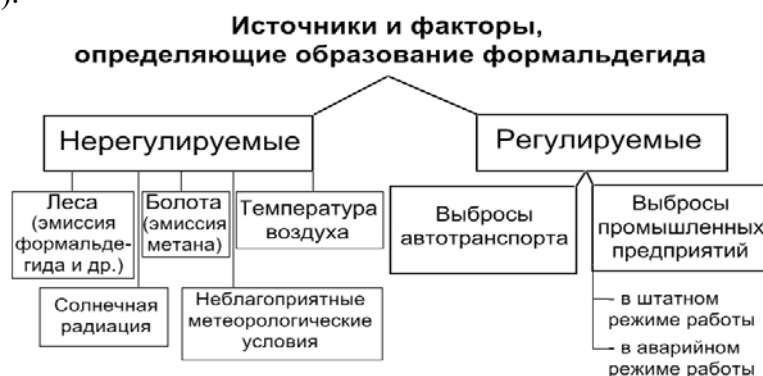 ).
Источники и факторы,
определяющие образование формальдегида
Нерегулируемые
Регулируемые
Леса
(эмиссия
формальде-
гида и др.)
Болота
(эмиссия
метана)
Температура
воздуха
Солнечная
радиация
Неблагоприятные
метеорологические
условия
Выбросы
автотранспорта
Выбросы
промышленных
предприятий
- в штатном
режиме работы
- в аварийном
режиме работы